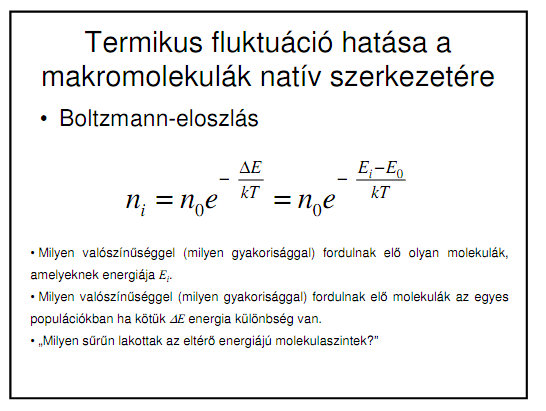 Termikus fluktuáció hatása a
makromolekulák natív szerkezetére
• Boltzmann-eloszlás
n_i = n_0 e^{-\frac{ΔE}{kT}} = n_0 e^{-\frac{E_i-E_0}{kT}}
• Milyen valószínűséggel (milyen gyakorisággal) fordulnak elő olyan molekulák,
amelyeknek energiája E_i.
• Milyen valószínűséggel (milyen gyakorisággal) fordulnak elő molekulák az egyes
populációkban ha kötük ΔE energia különbség van.
• „Milyen sűrűn lakottak az eltérő energiájú molekulaszintek?”